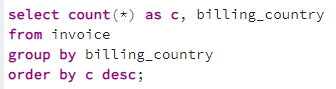 select count(*) as c, billing_country
from invoice
group by billing_country
order by c desc;